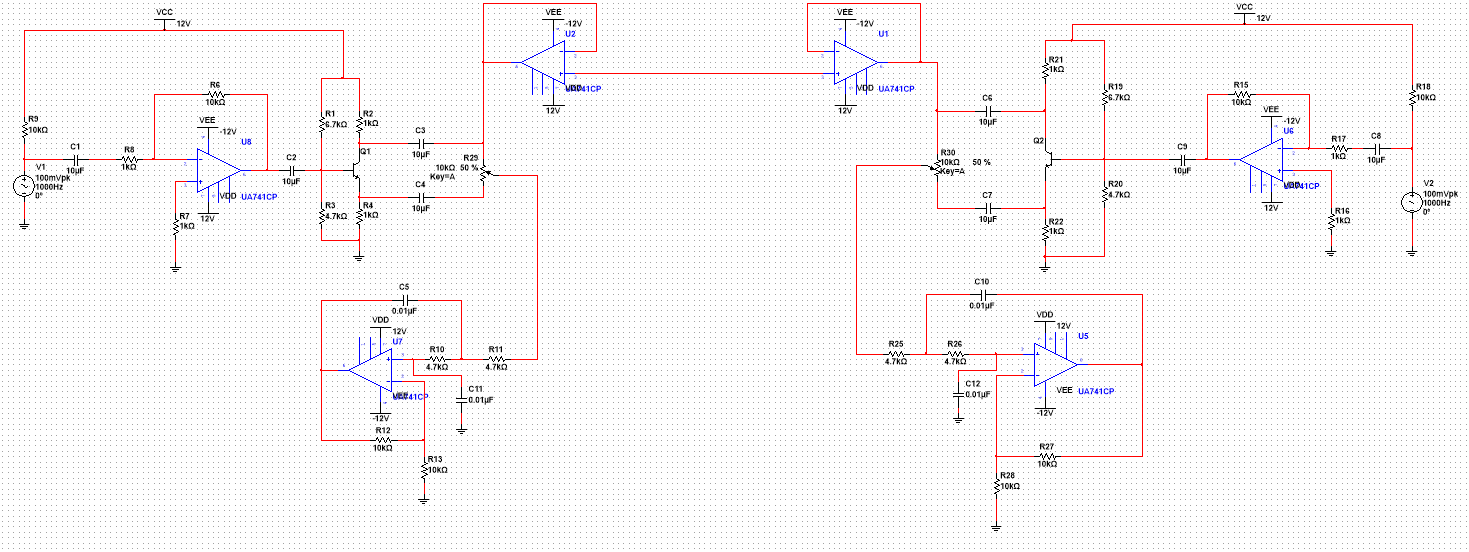 VCC
12V
R9
10kΩ
V1
100mVpk
1000Hz
0°
C1
10µF
R8
1kΩ
R6
10kΩ
VEE
-12V
U8
VDD
UA741CP
12V
R7
1kΩ
C2
10µF
R1
6.7kΩ
R2
1kΩ
Q1
R3
4.7kΩ
R4
1kΩ
C3
10µF
C4
10µF
R29
10kΩ
50 %
Key=A
VEE
-12V
U2
VDD
UA741CP
12V
VEE
-12V
U1
VDD
UA741CP
12V
VCC
12V
R21
1kΩ
R19
6.7kΩ
C6
10µF
Q2
R30
10kΩ
50 %
Key=A
C7
10µF
R20
4.7kΩ
R22
1kΩ
C9
10µF
R15
10kΩ
VEE
-12V
U6
VDD
UA741CP
12V
R17
1kΩ
C8
10µF
R18
10kΩ
R16
1kΩ
V2
100mVpk
1000Hz
0°
C5
0.01µF
VDD
12V
U7
VEE
UA741CP
-12V
R10
4.7kΩ
R11
4.7kΩ
C11
0.01µF
R12
10kΩ
R13
10kΩ
C10
0.01µF
VDD
12V
U5
VEE
UA741CP
-12V
R25
4.7kΩ
R26
4.7kΩ
C12
0.01µF
R27
10kΩ
R28
10kΩ